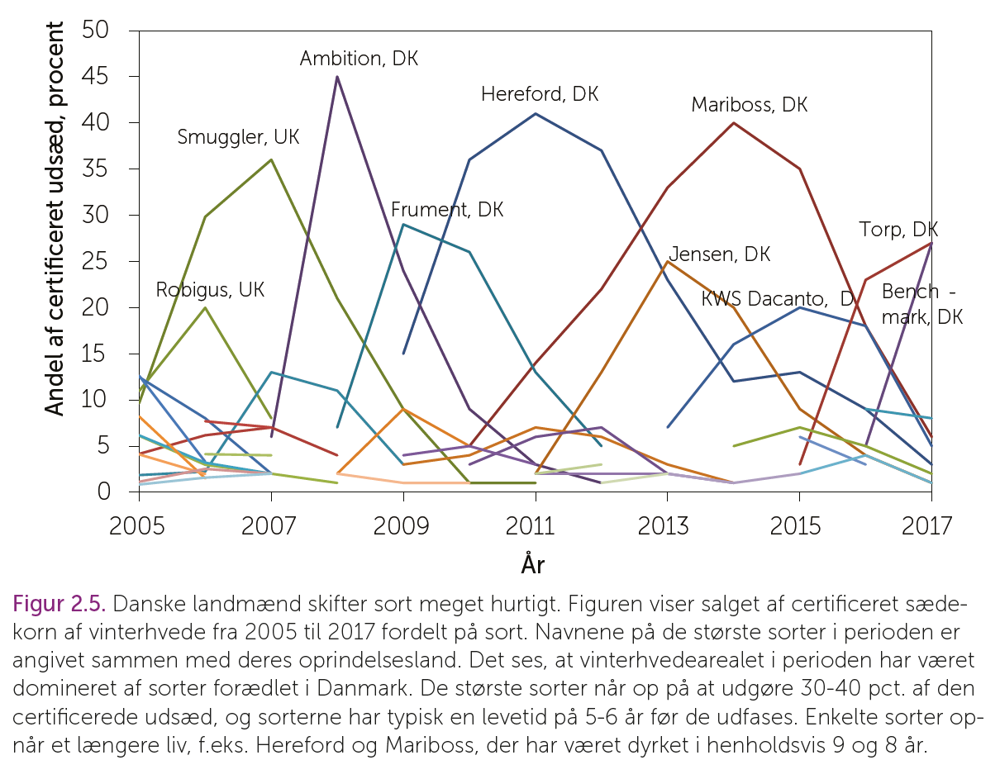 Andel af certificeret udsæd, procent
50
45
40
35
30
25
20
15
10
5
0
Ambition, DK
Hereford, DK
Mariboss, DK
Smuggler, UK
Frument, DK
Torp, DK
Jensen, DK
Robigus, UK
KWS Dacanto, D
Bench -
mark, DK
2005 2007 2009 2011 2013 2015 2017
År
Figur 2.5. Danske landmænd skifter sort meget hurtigt. Figuren viser salget af certificeret sæde-
korn af vinterhvede fra 2005 til 2017 fordelt på sort. Navnene på de største sorter i perioden er
angivet sammen med deres oprindelsesland. Det ses, at vinterhvedearealet i perioden har været
domineret af sorter forædlet i Danmark. De største sorter når op på at udgøre 30-40 pct. af den
certificerede udsæd, og sorterne har typisk en levetid på 5-6 år før de udfases. Enkelte sorter op-
når et længere liv, f.eks. Hereford og Mariboss, der har været dyrket i henholdsvis 9 og 8 år.